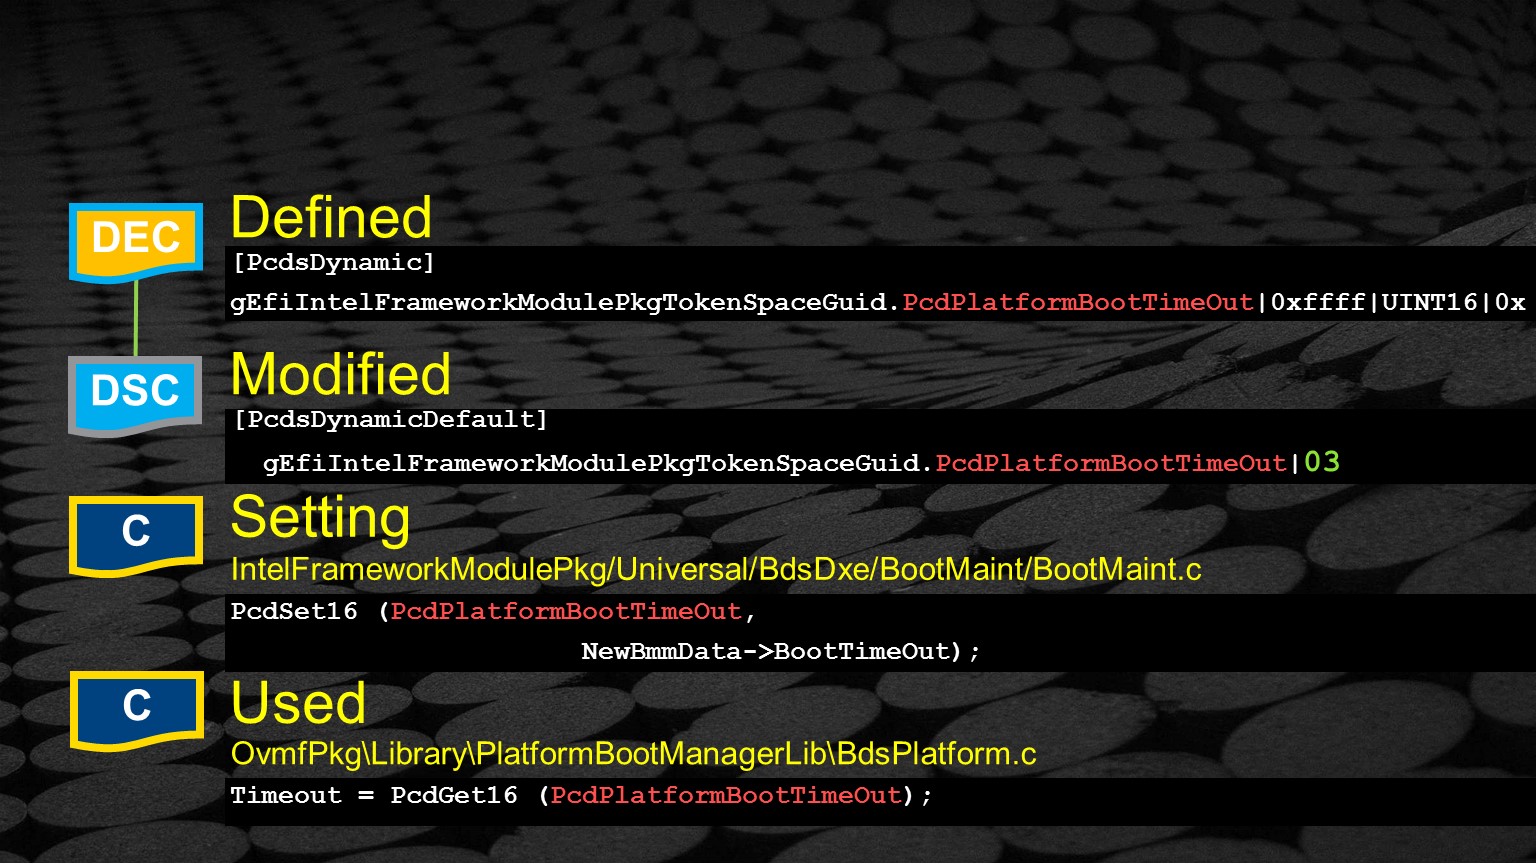 DEC
Defined
[PcdsDynamic]
gEfiIntelFrameworkModulePkgTokenSpaceGuid.PcdPlatformBootTimeOut|0xffff|UINT16|0x
DSC
Modified
[PcdsDynamicDefault]
gEfiIntelFrameworkModulePkgTokenSpaceGuid.PcdPlatformBootTimeOut|03
C
Setting
IntelFrameworkModulePkg/Universal/BdsDxe/BootMaint/BootMaint.c
PcdSet16 (PcdPlatformBootTimeOut,
NewBmmData->BootTimeOut);
C
Used
OvmfPkg\Library\PlatformBootManagerLib\BdsPlatform.c
Timeout = PcdGet16 (PcdPlatformBootTimeOut);